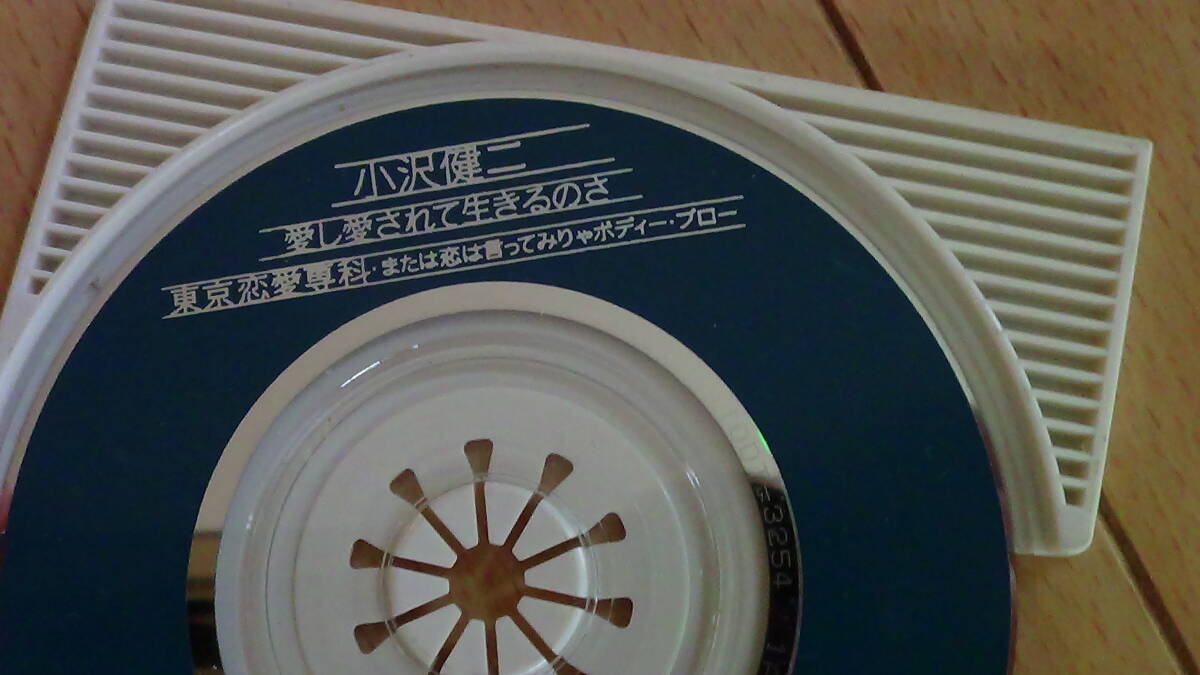 小沢健二
愛し愛されて生きるのさ
東京恋愛専科・または恋は言ってみりゃボディー・ブロー
3254